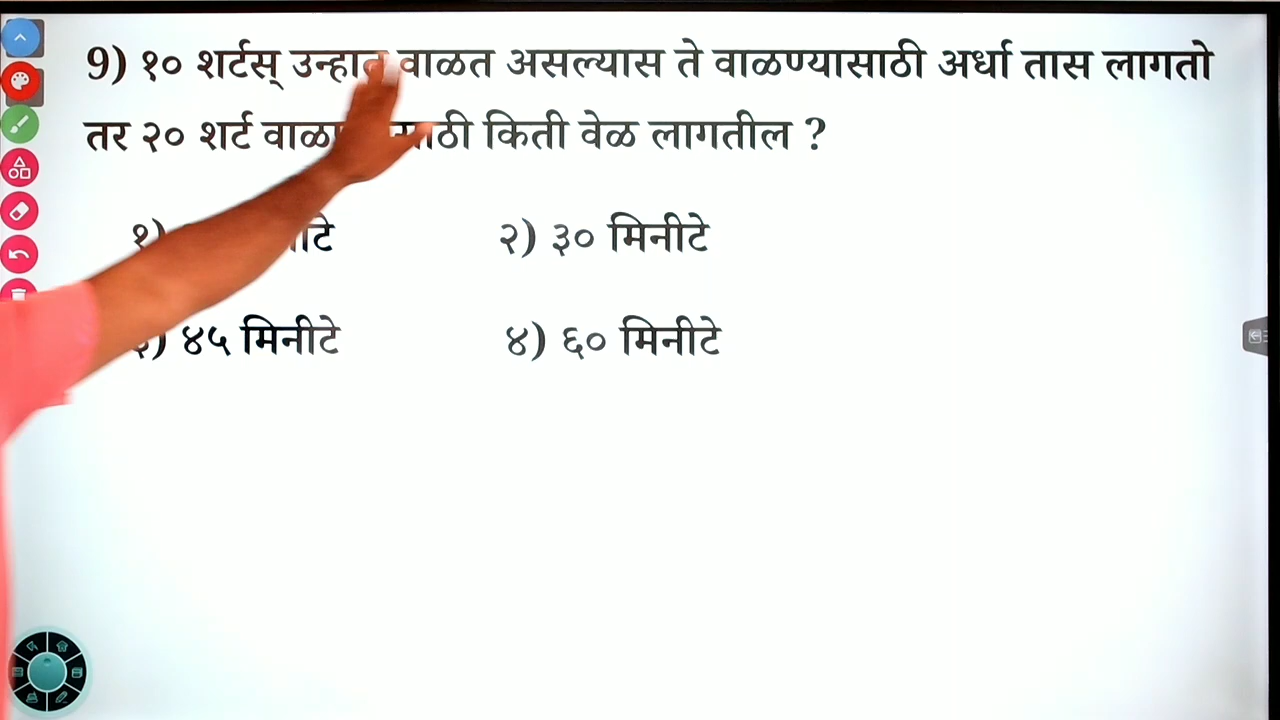 9) १० शर्टस् उन्हात वाळत असल्यास ते वाळण्यासाठी अर्धा तास लागतो
तर २० शर्ट किती वेळ लागतील ?
१) २) ३० मिनीटे
४५ मिनीटे ४) ६० मिनीटे